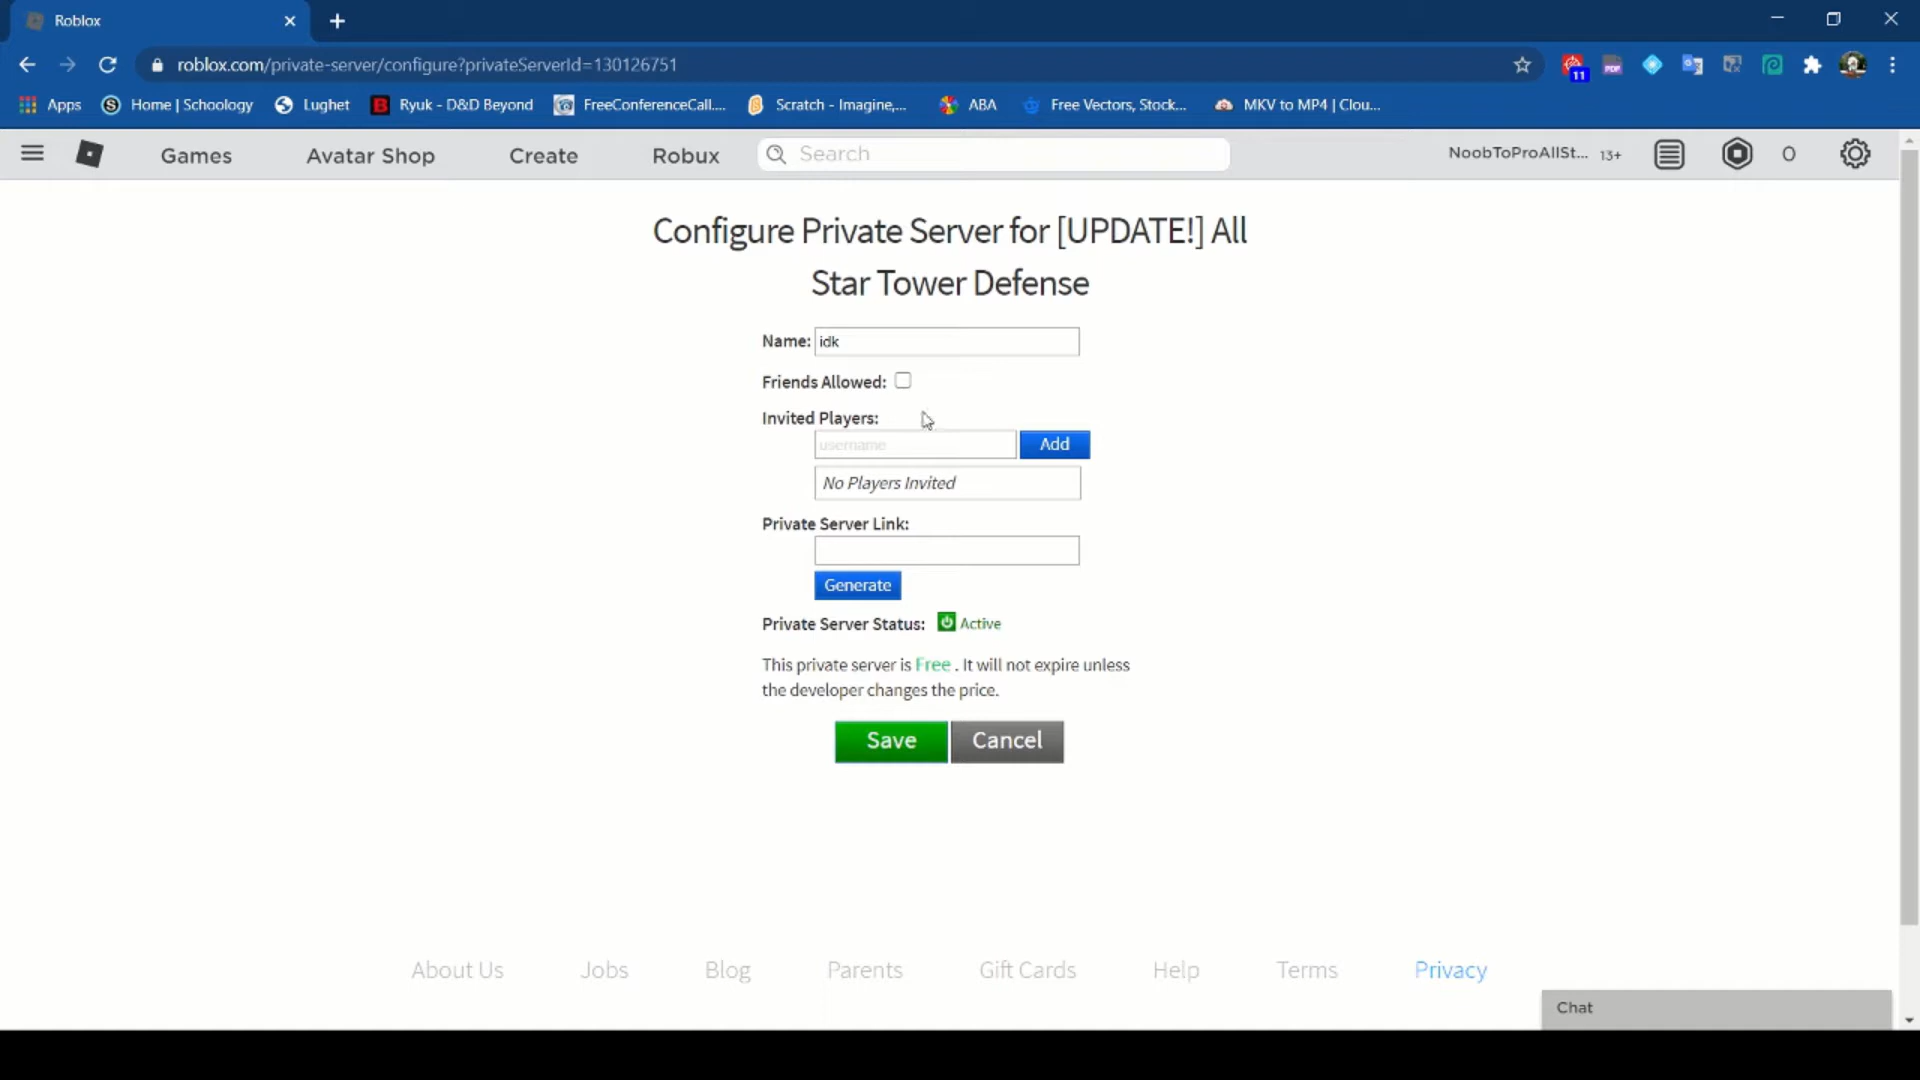 Roblox
roblox.com/private-server/configure?privateServerId=130126751
11
PDF
Apps
Home | Schoology
Lughet
Ryuk - D&D Beyond
FreeConferenceCall....
Scratch - Imagine,...
ABA
Free Vectors, Stock...
MKV to MP4 | Clou...
Games
Avatar Shop
Create
Robux
Search
NoobToProAllSt... 13+
0
Configure Private Server for [UPDATE!] All
Star Tower Defense
Name: idk
Friends Allowed:
Invited Players:
username
Add
No Players Invited
Private Server Link:
Generate
Private Server Status: Active
This private server is Free . It will not expire unless
the developer changes the price.
Save
Cancel
About Us
Jobs
Blog
Parents
Gift Cards
Help
Terms
Privacy
Chat